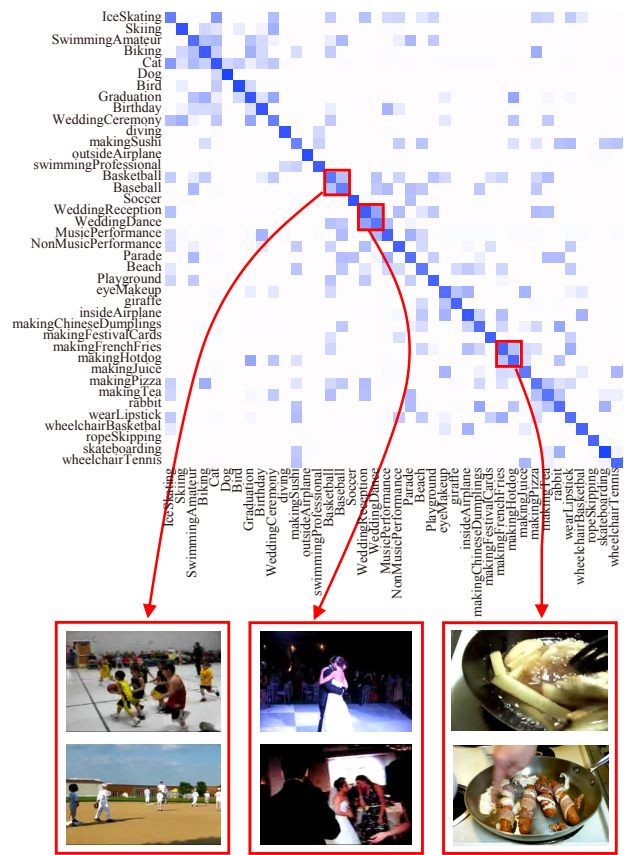 IceSkating
Skiing
SwimmingAmateur
Biking
Cat
Dog
Bird
Graduation
Birthday
WeddingCeremony
diving
makingSushi
outsideAirplane
swimmingProfessional
Basketball
Baseball
Soccer
WeddingReception
WeddingDance
MusicPerformance
NonMusicPerformance
Parade
Beach
Playground
eyeMakeup
giraffe
insideAirplane
makingChineseDumplings
makingFestivalCards
makingFrenchFries
makingHotdog
makingJuice
makingPizza
makingTea
rabbit
wearLipstick
wheelchairBasketbal
ropeSkipping
skateboarding
wheelchairTennis
IceSkating
Skiing
SwimmingAmateur
Biking
Cat
Dog
Bird
Graduation
Birthday
WeddingCeremony
diving
makingSushi
outsideAirplane
swimmingProfessional
Basketball
Baseball
Soccer
WeddingReception
WeddingDance
MusicPerformance
NonMusicPerformance
Parade
Beach
Playground
eyeMakeup
giraffe
insideAirplane
makingChineseDumplings
makingFestivalCards
makingFrenchFries
makingHotdog
makingJuice
makingPizza
makingTea
rabbit
wearLipstick
wheelchairBasketbal
ropeSkipping
skateboarding
wheelchairTennis